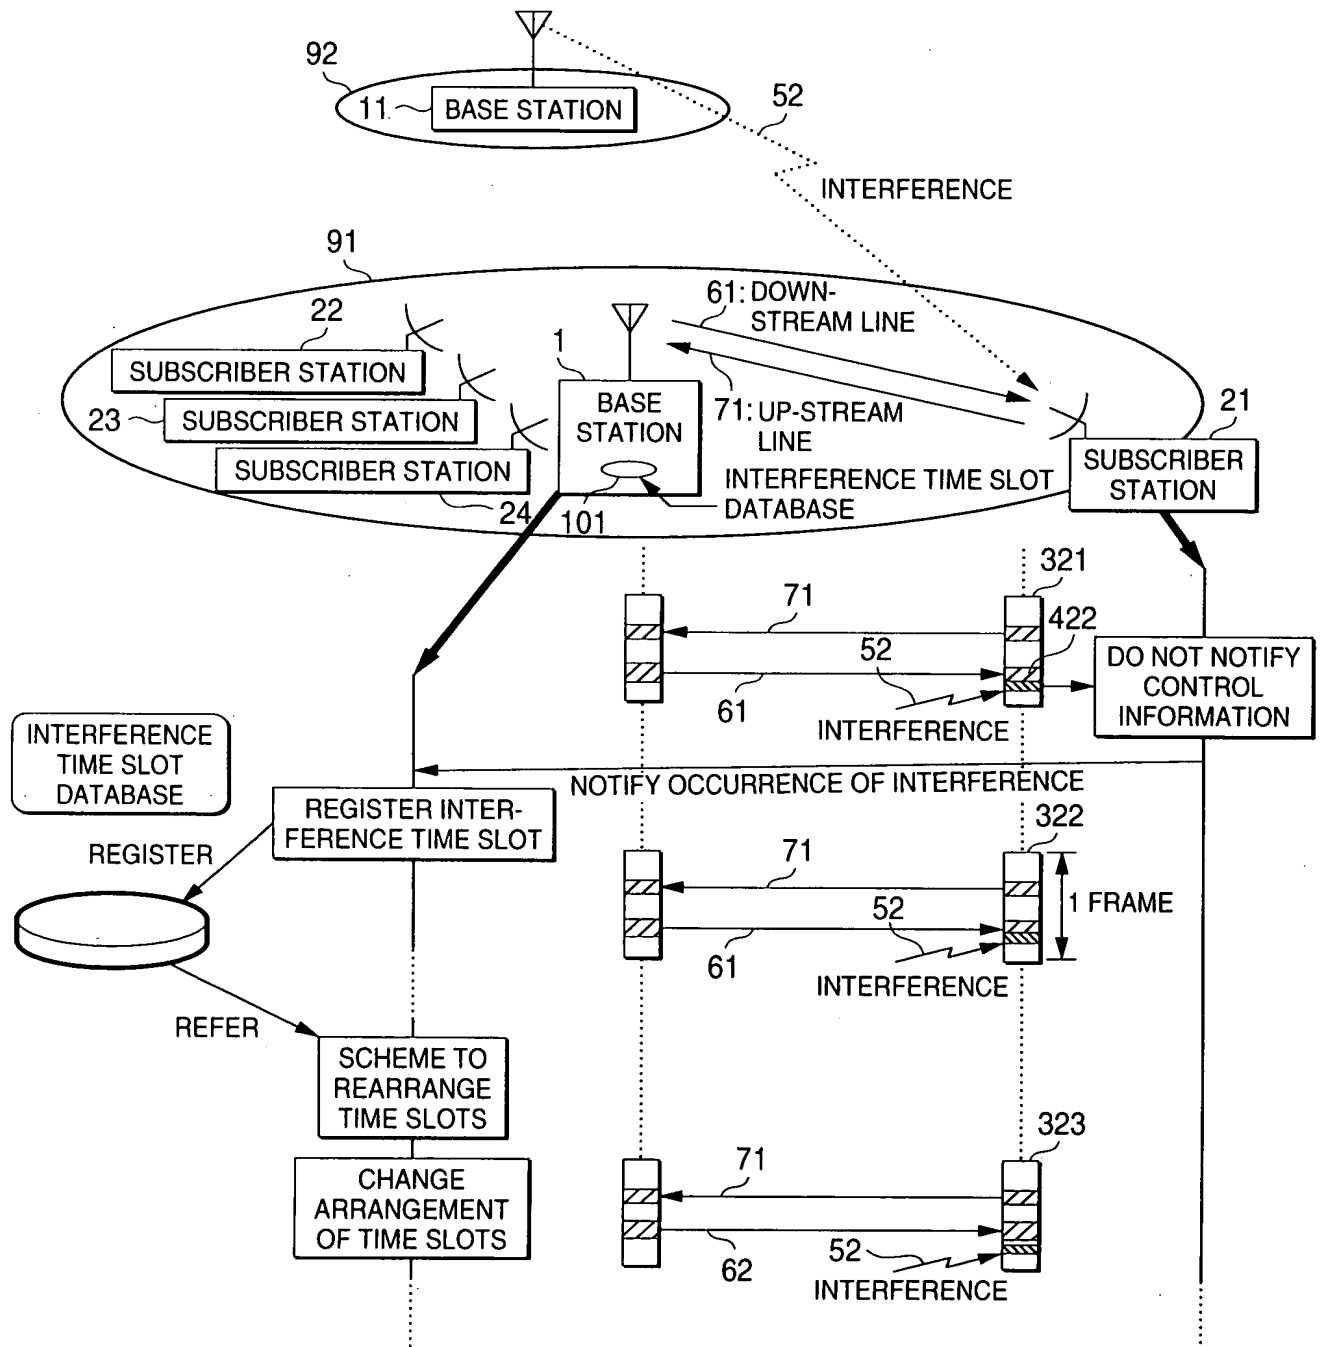 92
11
BASE STATION
52
INTERFERENCE
91
22
SUBSCRIBER STATION
23
SUBSCRIBER STATION
SUBSCRIBER STATION
24
1
BASE
STATION
101
61: DOWN-
STREAM LINE
71: UP-STREAM
LINE
INTERFERENCE TIME SLOT
DATABASE
21
SUBSCRIBER
STATION
321
71
422
52
61
INTERFERENCE
DO NOT NOTIFY
CONTROL
INFORMATION
INTERFERENCE
TIME SLOT
DATABASE
NOTIFY OCCURRENCE OF INTERFERENCE
REGISTER INTER-
FERENCE TIME SLOT
REGISTER
322
71
1 FRAME
52
61
INTERFERENCE
REFER
SCHEME TO
REARRANGE
TIME SLOTS
323
71
CHANGE
ARRANGEMENT
OF TIME SLOTS
62
52
INTERFERENCE